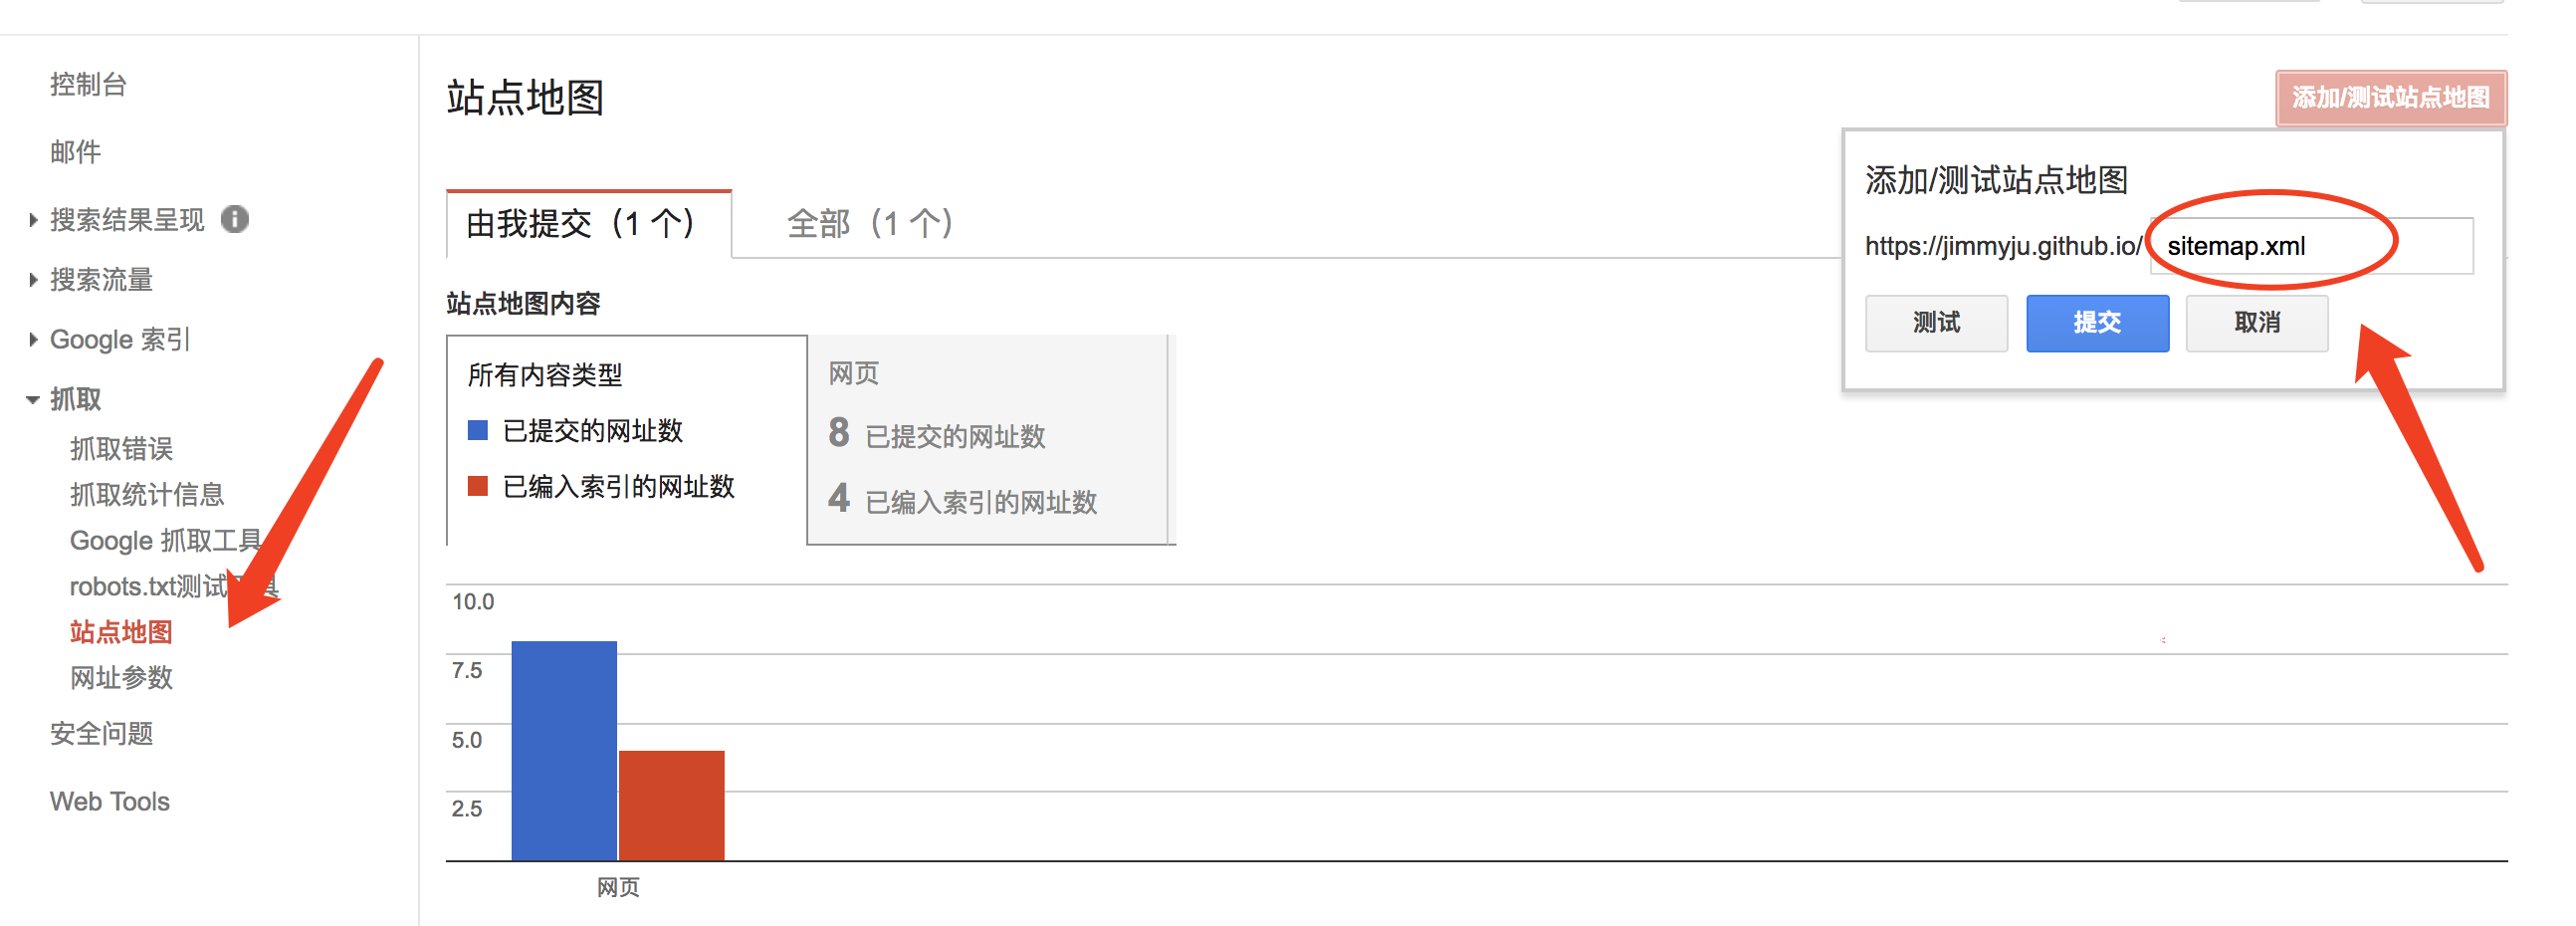 控制台
邮件
搜索结果呈现
搜索流量
Google 索引
抓取
抓取错误
抓取统计信息
Google 抓取工具
robots.txt测试工具
站点地图
网址参数
安全问题
Web Tools
站点地图
添加/测试站点地图
由我提交（1 个）
全部（1 个）
添加/测试站点地图
https://jimmyju.github.io/ sitemap.xml
测试 提交 取消
站点地图内容
所有内容类型
已提交的网址数
已编入索引的网址数
网页
8 已提交的网址数
4 已编入索引的网址数
10.0
7.5
5.0
2.5
网页